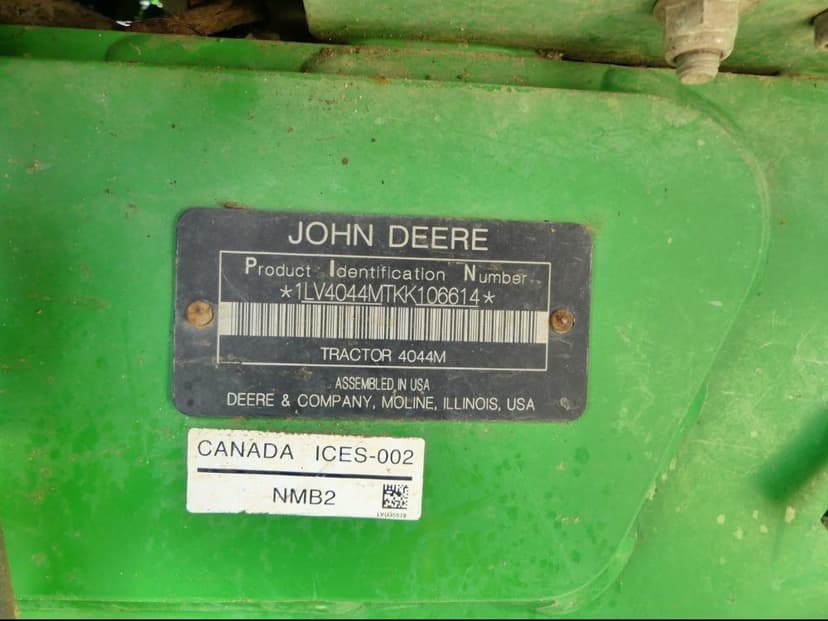 JOHN DEERE
Product Identification Number
*1LV4044MTKK106614*
TRACTOR 4044M
ASSEMBLED IN USA
DEERE & COMPANY, MOLINE, ILLINOIS, USA
CANADA ICES-002
NMB2